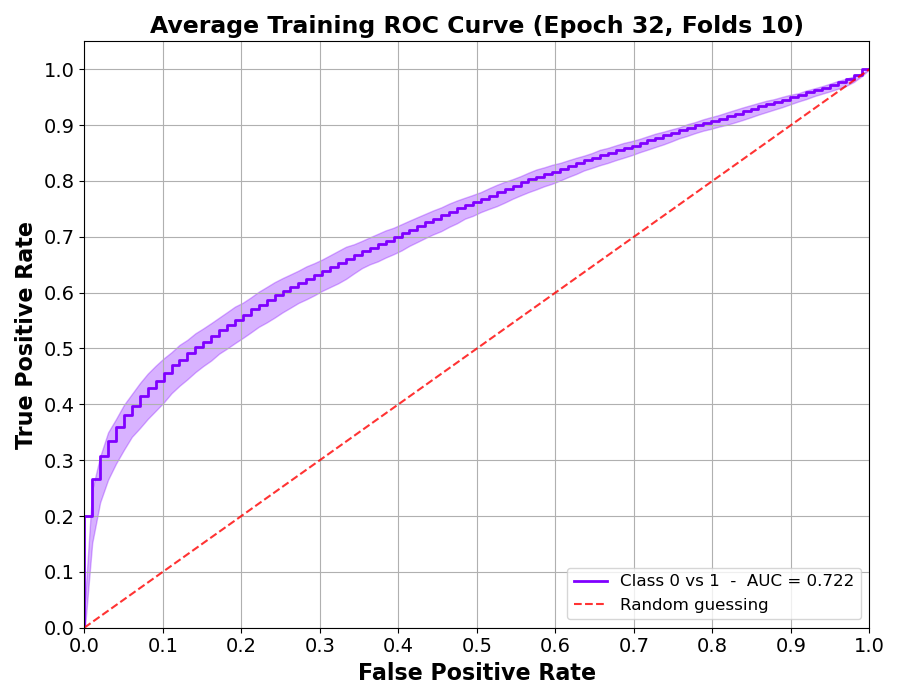 Average Training ROC Curve (Epoch 32, Folds 10)
True Positive Rate
1.0
0.9
0.8
0.7
0.6
0.5
0.4
0.3
0.2
0.1
0.0
Class 0 vs 1  -  AUC = 0.722
Random guessing
0.0 0.1 0.2 0.3 0.4 0.5 0.6 0.7 0.8 0.9 1.0
False Positive Rate